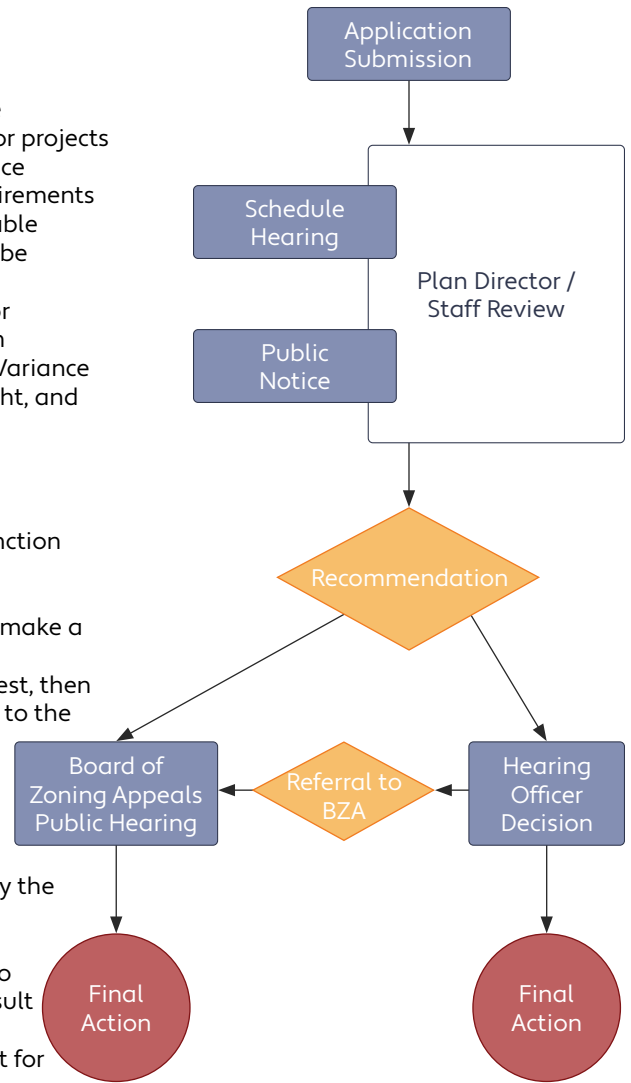 or projects
ce
irements
able
be
or
n
Variance
ht, and
nction
make a
est, then
to the
y the
o
sult
t for
Application
Submission
Schedule
Hearing
Plan Director /
Staff Review
Public
Notice
Recommendation
Board of
Zoning Appeals
Public Hearing
Referral to
BZA
Hearing
Officer
Decision
Final
Action
Final
Action